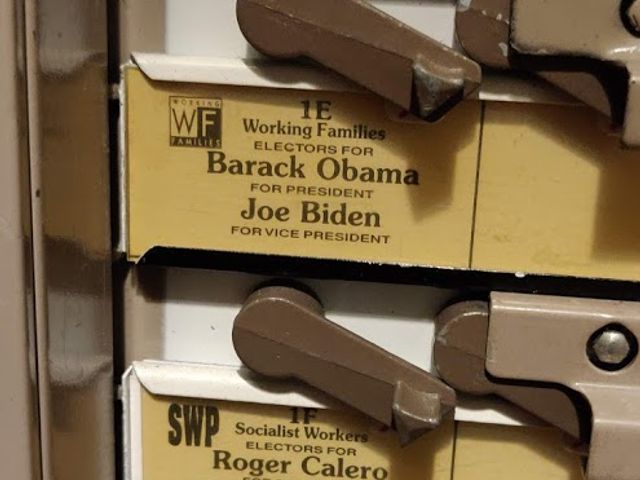 WORKING
WF
FAMILIES
1E
Working Families
ELECTORS FOR
Barack Obama
FOR PRESIDENT
Joe Biden
FOR VICE PRESIDENT
SWP
1F
Socialist Workers
ELECTORS FOR
Roger Calero